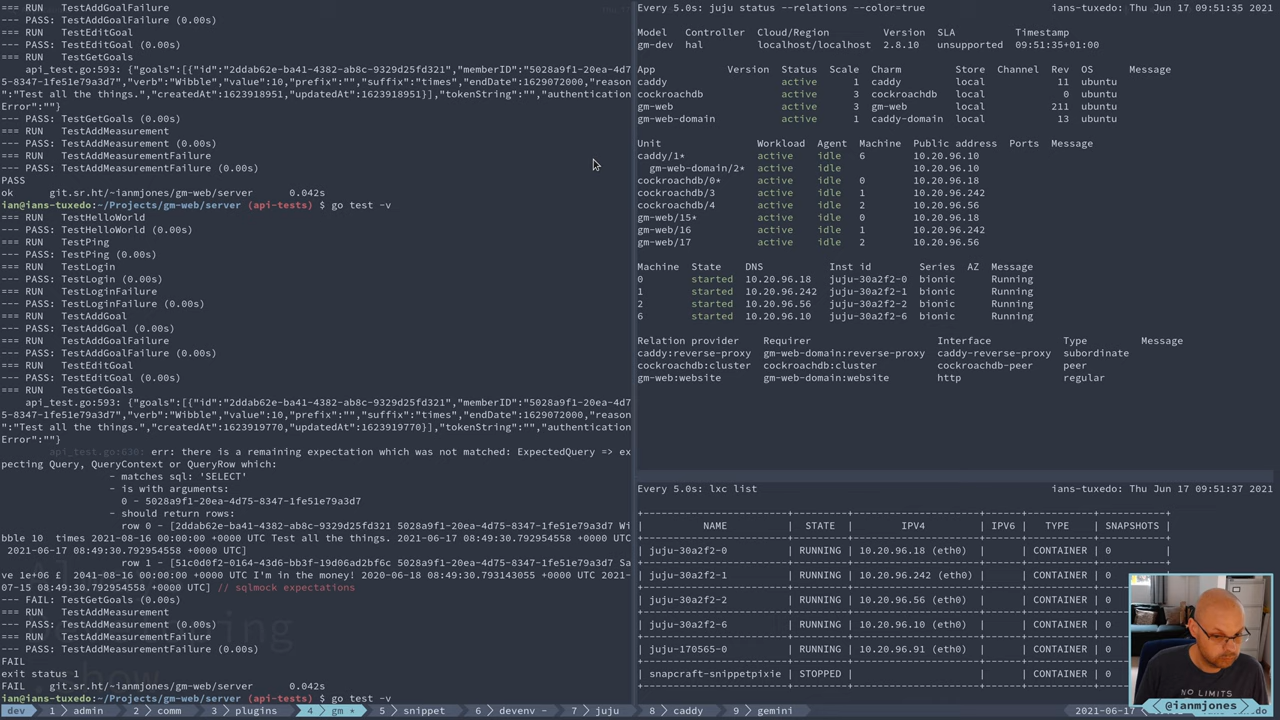 === RUN   TestAddGoalFailure
--- PASS: TestAddGoalFailure (0.00s)
=== RUN   TestEditGoal
--- PASS: TestEditGoal (0.00s)
=== RUN   TestGetGoals
    api_test.go:593: {"goals":[{"id":"2ddab62e-ba41-4382-ab8c-9329d25fd321","memberID":"5028a9f1-20ea-4d7
5-8347-1fe51e79a3d7","verb":"Wibble","value":10,"prefix":"","suffix":"times","endDate":1629072000,"reason
":"Test all the things.","createdAt":1623918951,"updatedAt":1623918951}],"tokenString":"","authentication
Error":""}
--- PASS: TestGetGoals (0.00s)
=== RUN   TestAddMeasurement
--- PASS: TestAddMeasurement (0.00s)
=== RUN   TestAddMeasurementFailure
--- PASS: TestAddMeasurementFailure (0.00s)
PASS
ok      git.sr.ht/~ianmjones/gm-web/server      0.042s
ian@ians-tuxedo:~/Projects/gm-web/server (api-tests) $ go test -v
=== RUN   TestHelloWorld
--- PASS: TestHelloWorld (0.00s)
=== RUN   TestPing
--- PASS: TestPing (0.00s)
=== RUN   TestLogin
--- PASS: TestLogin (0.00s)
=== RUN   TestLoginFailure
--- PASS: TestLoginFailure (0.00s)
=== RUN   TestAddGoal
--- PASS: TestAddGoal (0.00s)
=== RUN   TestAddGoalFailure
--- PASS: TestAddGoalFailure (0.00s)
=== RUN   TestEditGoal
--- PASS: TestEditGoal (0.00s)
=== RUN   TestGetGoals
    api_test.go:593: {"goals":[{"id":"2ddab62e-ba41-4382-ab8c-9329d25fd321","memberID":"5028a9f1-20ea-4d7
5-8347-1fe51e79a3d7","verb":"Wibble","value":10,"prefix":"","suffix":"times","endDate":1629072000,"reason
":"Test all the things.","createdAt":1623919770,"updatedAt":1623919770}],"tokenString":"","authentication
Error":""}
    api_test.go:630: err: there is a remaining expectation which was not matched: ExpectedQuery => ex
pecting Query, QueryContext or QueryRow which:
                - matches sql: 'SELECT'
                - is with arguments:
                  0 - 5028a9f1-20ea-4d75-8347-1fe51e79a3d7
                - should return rows:
                  row 0 - [2ddab62e-ba41-4382-ab8c-9329d25fd321 5028a9f1-20ea-4d75-8347-1fe51e79a3d7 Wi
bble 10  times 2021-08-16 00:00:00 +0000 UTC Test all the things. 2021-06-17 08:49:30.792954558 +0000 UTC
 2021-06-17 08:49:30.792954558 +0000 UTC]
                  row 1 - [51c0d0f2-0164-43d6-bb3f-19d06ad2bf6c 5028a9f1-20ea-4d75-8347-1fe51e79a3d7 Sa
ve 1e+06 £  2041-08-16 00:00:00 +0000 UTC I'm in the money! 2020-06-18 08:49:30.793143055 +0000 UTC 2021-
07-15 08:49:30.792954558 +0000 UTC] // sqlmock expectations
--- FAIL: TestGetGoals (0.00s)
=== RUN   TestAddMeasurement
--- PASS: TestAddMeasurement (0.00s)
=== RUN   TestAddMeasurementFailure
--- PASS: TestAddMeasurementFailure (0.00s)
FAIL
exit status 1
FAIL    git.sr.ht/~ianmjones/gm-web/server      0.042s
ian@ians-tuxedo:~/Projects/gm-web/server (api-tests) $ go test -v
Every 5.0s: juju status --relations --color=true    ians-tuxedo: Thu Jun 17 09:51:35 2021
Model   Controller  Cloud/Region         Version  SLA          Timestamp
gm-dev  hal         localhost/localhost  2.8.10   unsupported  09:51:35+01:00
App            Version  Status  Scale  Charm         Store  Channel  Rev  OS      Message
caddy                   active      1  caddy         local            11  ubuntu
cockroachdb             active      3  cockroachdb   local             0  ubuntu
gm-web                  active      3  gm-web        local           211  ubuntu
gm-web-domain           active      1  caddy-domain  local            13  ubuntu
Unit                Workload  Agent  Machine  Public address  Ports  Message
caddy/1*            active    idle   6        10.20.96.10
  gm-web-domain/2*  active    idle            10.20.96.10
cockroachdb/0*      active    idle   0        10.20.96.18
cockroachdb/3       active    idle   1        10.20.96.242
cockroachdb/4       active    idle   2        10.20.96.56
gm-web/15*          active    idle   0        10.20.96.18
gm-web/16           active    idle   1        10.20.96.242
gm-web/17           active    idle   2        10.20.96.56
Machine  State    DNS           Inst id        Series  AZ  Message
0        started  10.20.96.18   juju-30a2f2-0  bionic      Running
1        started  10.20.96.242  juju-30a2f2-1  bionic      Running
2        started  10.20.96.56   juju-30a2f2-2  bionic      Running
6        started  10.20.96.10   juju-30a2f2-6  bionic      Running
Relation provider    Requirer                     Interface            Type         Message
caddy:reverse-proxy  gm-web-domain:reverse-proxy  caddy-reverse-proxy  subordinate
cockroachdb:cluster  cockroachdb:cluster          cockroachdb-peer     peer
gm-web:website       gm-web-domain:website        http                 regular
Every 5.0s: lxc list    ians-tuxedo: Thu Jun 17 09:51:37 2021
| NAME | STATE | IPV4 | IPV6 | TYPE | SNAPSHOTS |
| juju-30a2f2-0 | RUNNING | 10.20.96.18 (eth0) | | CONTAINER | 0 |
| juju-30a2f2-1 | RUNNING | 10.20.96.242 (eth0) | | CONTAINER | 0
| juju-30a2f2-2 | RUNNING | 10.20.96.56 (eth0) | | CONTAINER | 0
| juju-30a2f2-6 | RUNNING | 10.20.96.10 (eth0) | | CONTAINER | 0
| juju-170565-0 | RUNNING | 10.20.96.91 (eth0) | | CONTAINER | 0
| snapcraft-snippetpixie | STOPPED | | | CONTAINER | 0
NO LIMITS
dev  1  admin  2  comm  3  plugins  4  gm *  5  snippet  6  devenv -  7  juju  8  caddy  9  gemini  2021-06-17
@ianmjones